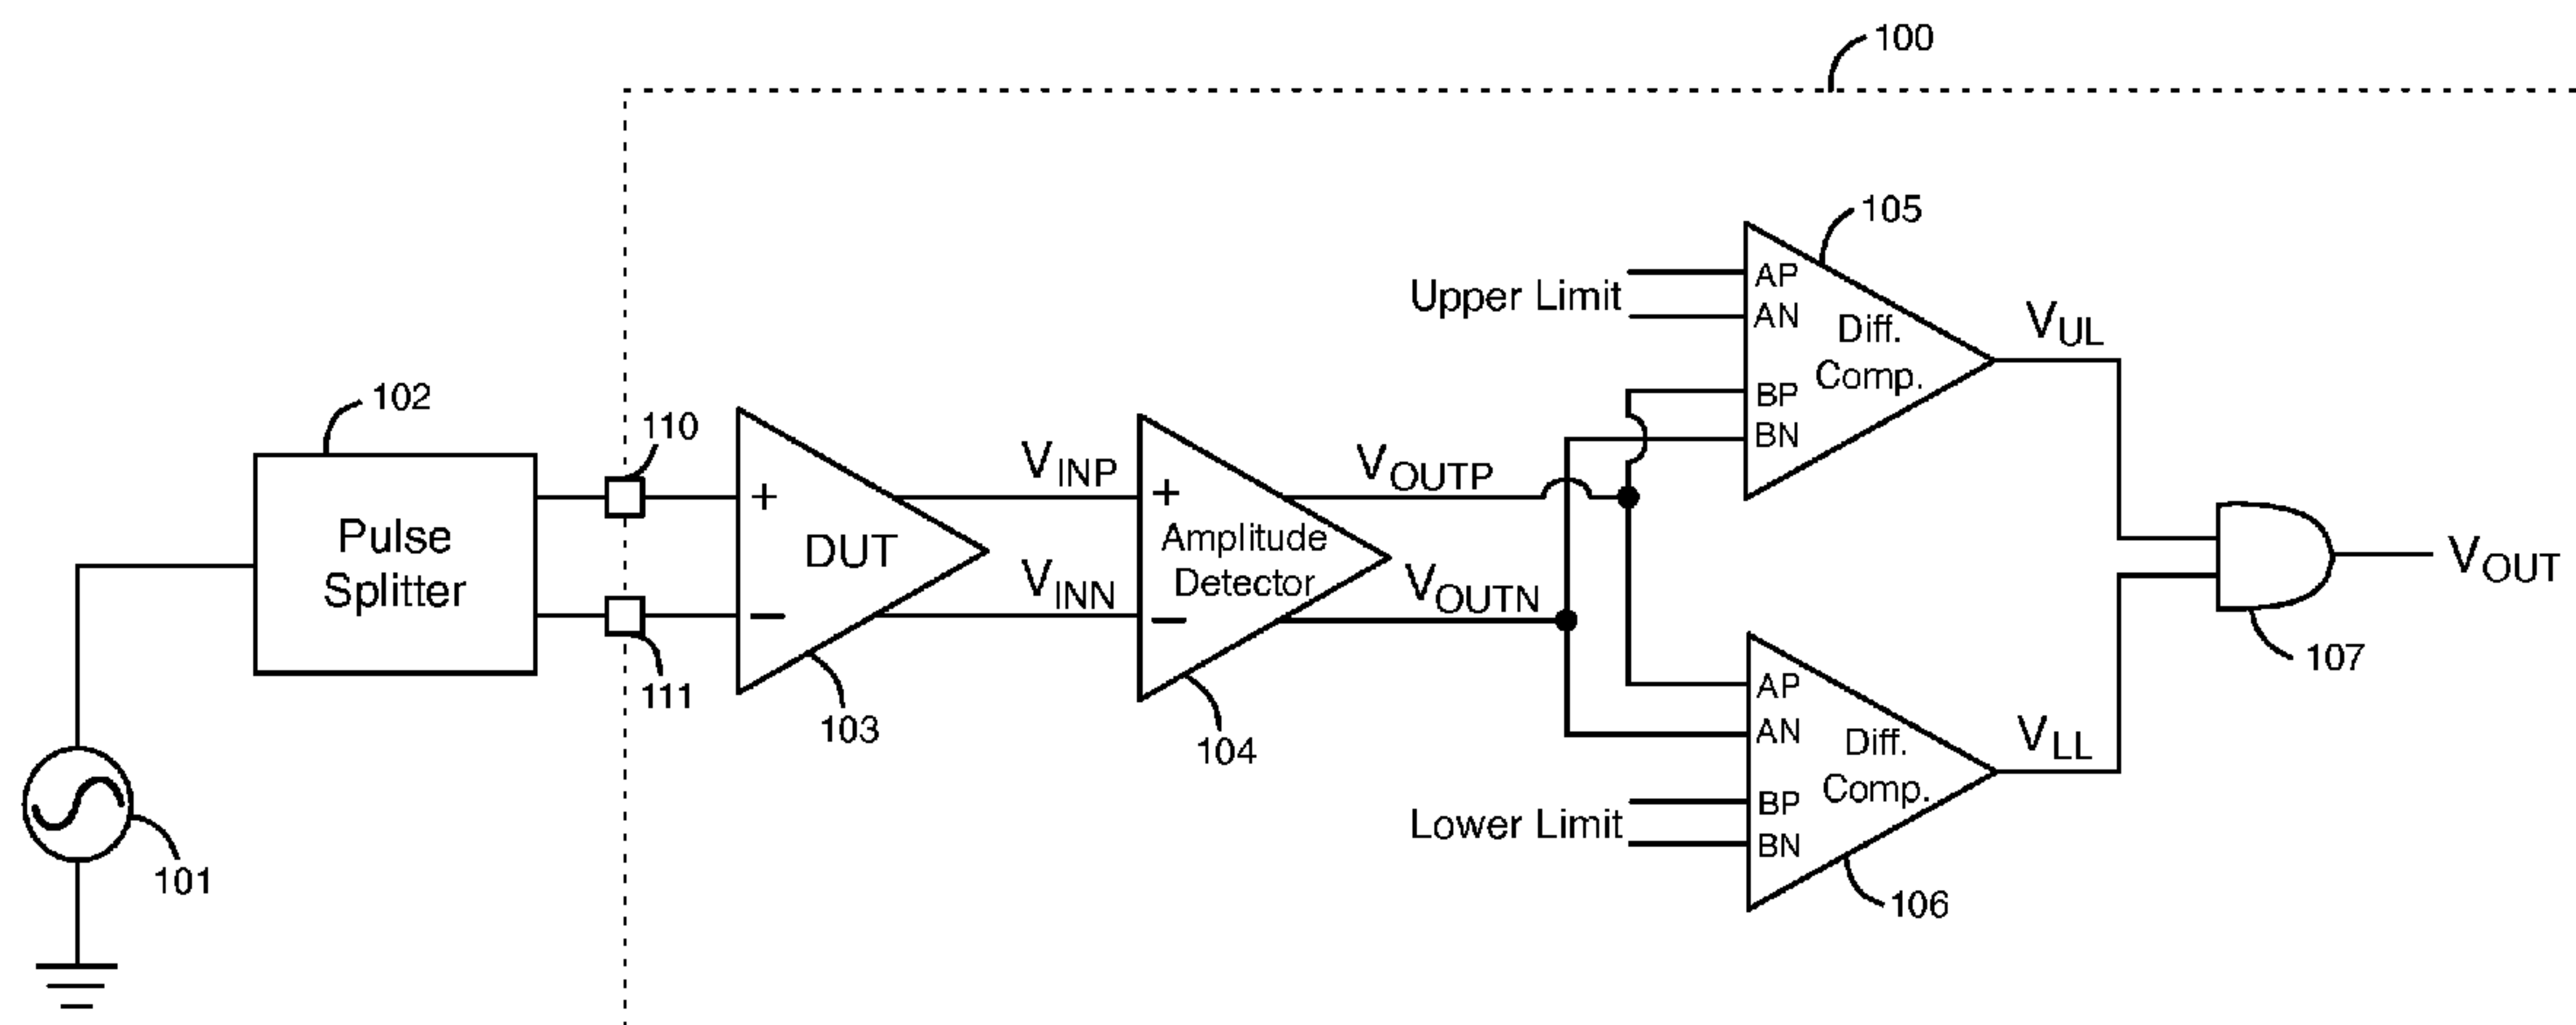 100
105
AP
Upper Limit
AN
Diff.
Comp.
BP
BN
VUL
102
110
Pulse
Splitter
111
+
DUT
−
103
VINP
VINN
+
Amplitude
Detector
−
104
VOUTP
VOUTN
VOUT
107
AP
AN
Diff.
Comp.
BP
Lower Limit
BN
VLL
106
101